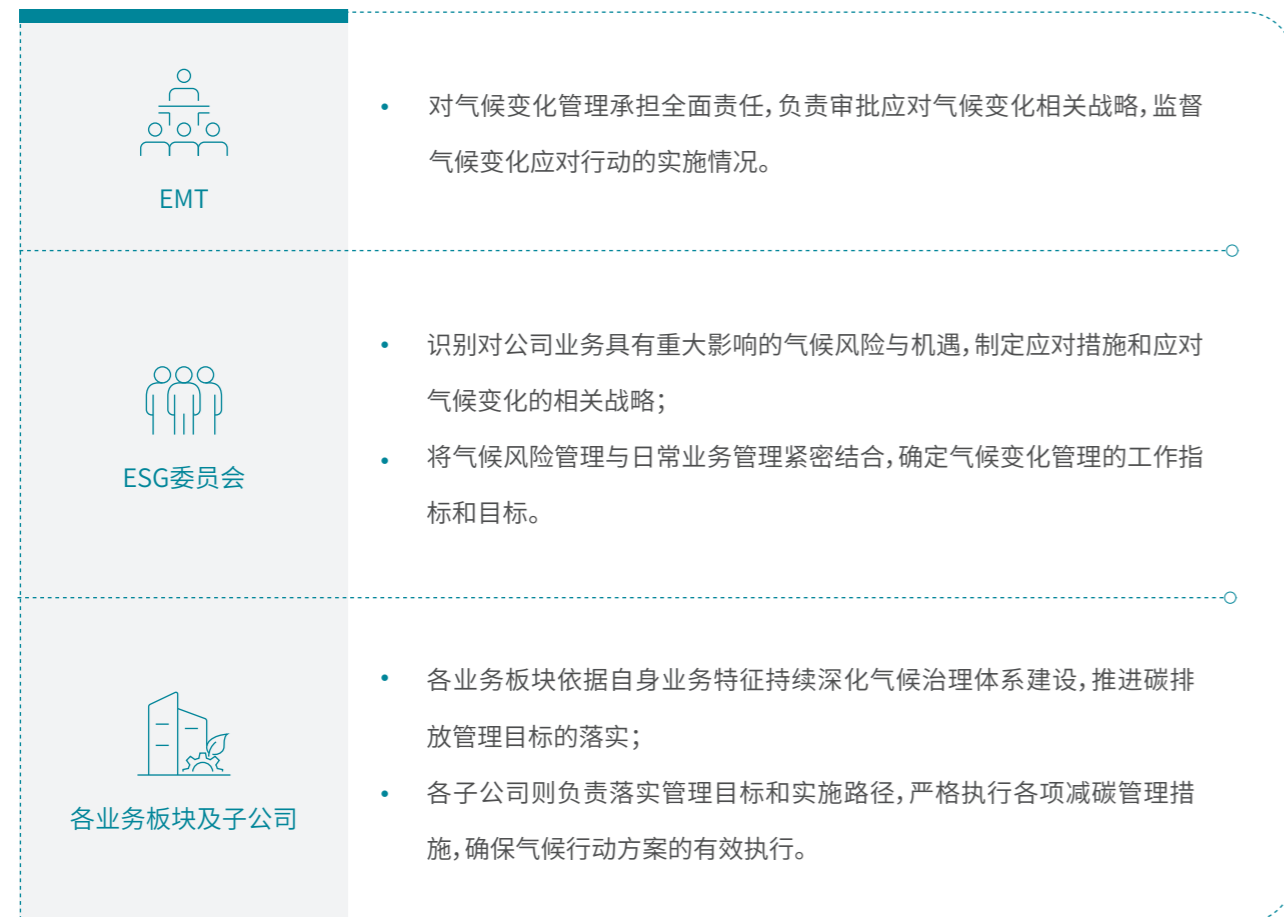 EMT
• 对气候变化管理承担全面责任，负责审批应对气候变化相关战略，监督
气候变化应对行动的实施情况。
ESG委员会
• 识别对公司业务具有重大影响的气候风险与机遇，制定应对措施和应对
气候变化的相关战略；
• 将气候风险管理与日常业务管理紧密结合，确定气候变化管理的工作指
标和目标。
各业务板块及子公司
• 各业务板块依据自身业务特征持续深化气候治理体系建设，推进碳排
放管理目标的落实；
• 各子公司则负责落实管理目标和实施路径，严格执行各项减碳管理措
施，确保气候行动方案的有效执行。